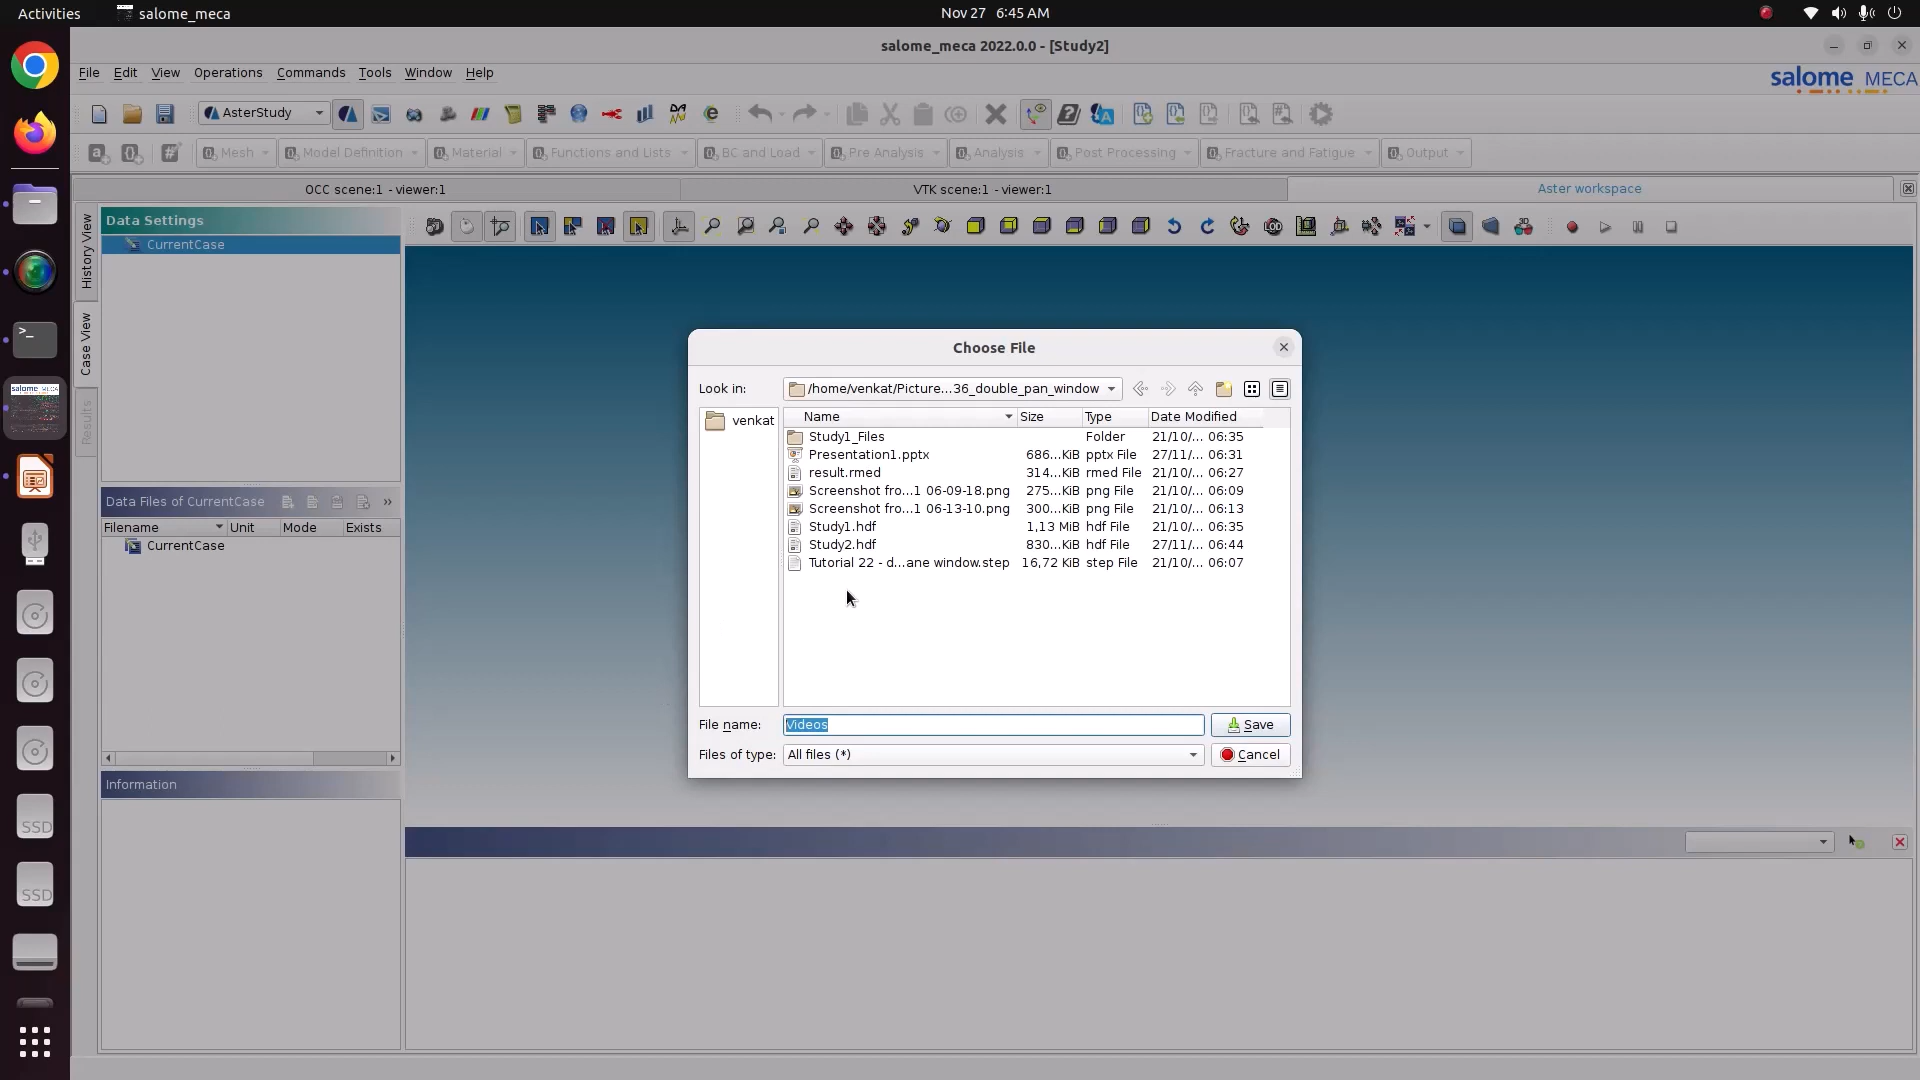 Activities
salome_meca
Nov 27 6:45 AM
salome_meca 2022.0.0 - [Study2]
File Edit View Operations Commands Tools Window Help
salome MECA
AsterStudy
Mesh Model Definition Material Functions and Lists BC and Load Pre Analysis Analysis Post Processing Fracture and Fatigue Output
OCC scene:1 - viewer:1
VTK scene:1 - viewer:1
Aster workspace
History View
Case View
Results
Data Settings
CurrentCase
Data Files of CurrentCase »
Filename Unit Mode Exists
CurrentCase
Information
Choose File
Look in: /home/venkat/Picture...36_double_pan_window
venkat
Name Size Type Date Modified
Study1_Files Folder 21/10/... 06:35
Presentation1.pptx 686...KiB pptx File 27/11/... 06:31
result.rmed 314...KiB rmed File 21/10/... 06:27
Screenshot fro...1 06-09-18.png 275...KiB png File 21/10/... 06:09
Screenshot fro...1 06-13-10.png 300...KiB png File 21/10/... 06:13
Study1.hdf 1,13 MiB hdf File 21/10/... 06:35
Study2.hdf 830...KiB hdf File 27/11/... 06:44
Tutorial 22 - d...ane window.step 16,72 KiB step File 21/10/... 06:07
File name: Videos Save
Files of type: All files (*) Cancel
SSD
SSD